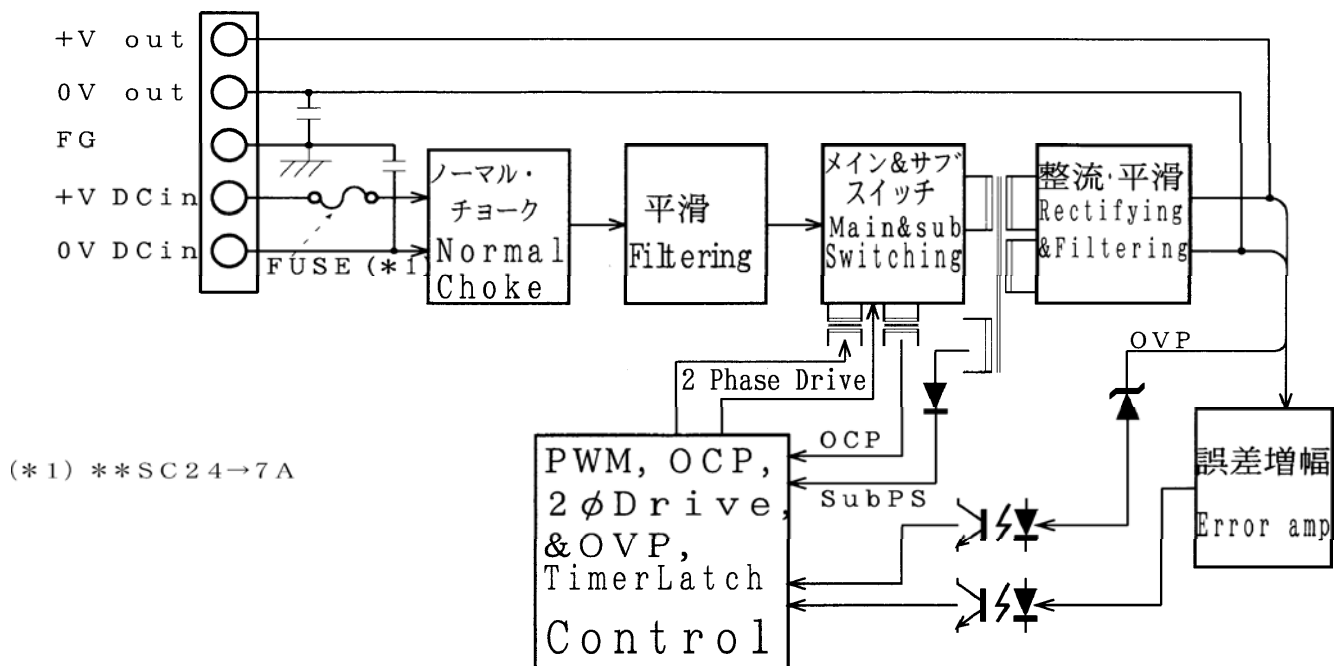 +V out
0V out
FG
+V DCin
0V DCin
FUSE (*1)
ノーマル・
チョーク
Normal
Choke
平滑
Filtering
メイン&サブ
スイッチ
Main&sub
Switching
整流・平滑
Rectifying
&Filtering
2 Phase Drive
OVP
OCP
SubPS
PWM, OCP,
2φDrive,
&OVP,
TimerLatch
Control
誤差増幅
Error amp
(*1) **SC24→7A